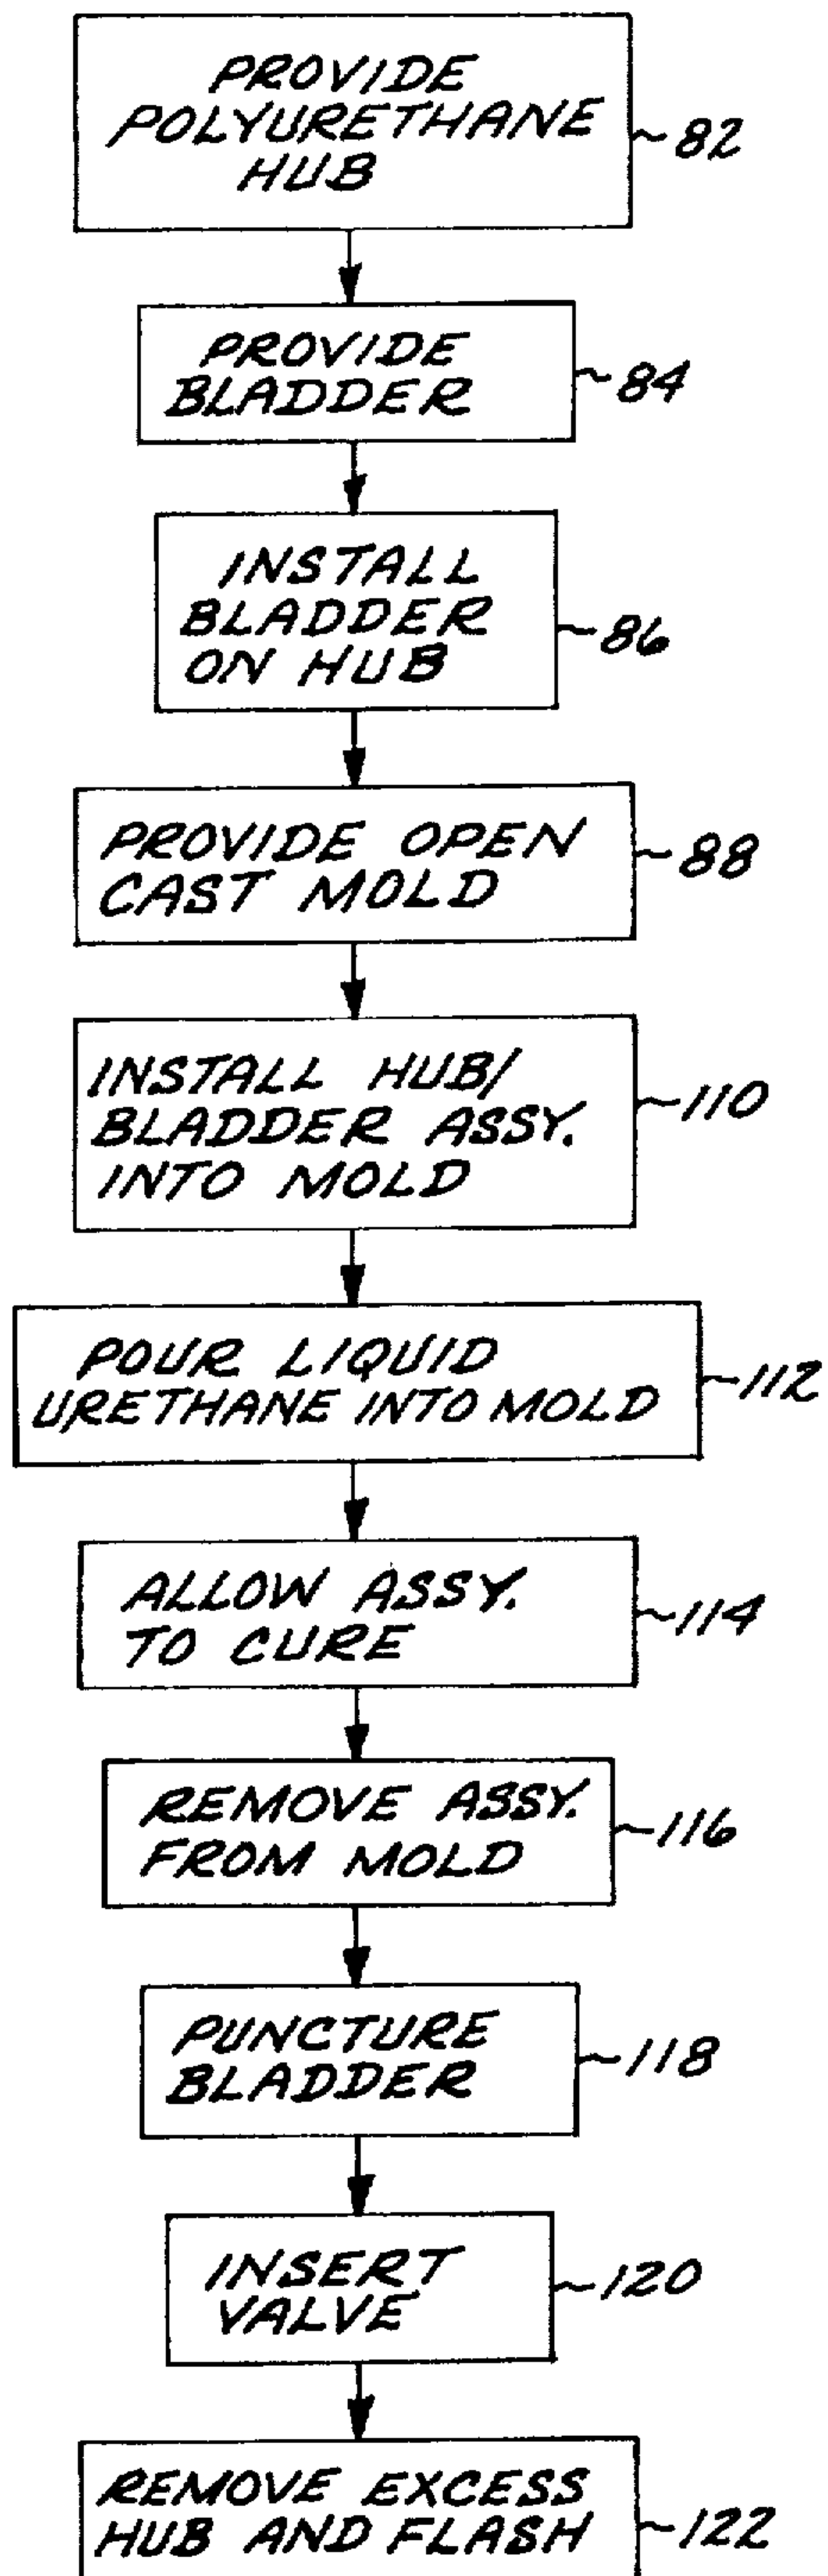 PROVIDE
POLYURETHANE
HUB
82
PROVIDE
BLADDER
84
INSTALL
BLADDER
ON HUB
86
PROVIDE OPEN
CAST MOLD
88
INSTALL HUB/
BLADDER ASSY.
INTO MOLD
110
POUR LIQUID
URETHANE INTO MOLD
112
ALLOW ASSY.
TO CURE
114
REMOVE ASSY.
FROM MOLD
116
PUNCTURE
BLADDER
118
INSERT
VALVE
120
REMOVE EXCESS
HUB AND FLASH
122